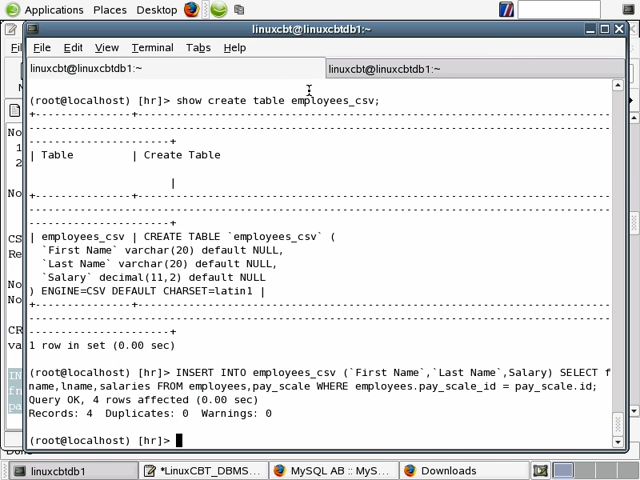 Applications Places Desktop
linuxcbt@linuxcbtdb1:~
File Edit View Terminal Tabs Help
linuxcbt@linuxcbtdb1:~ linuxcbt@linuxcbtdb1:~
(root@localhost) [hr]> show create table employees_csv;
| Table | Create Table
|
| employees_csv | CREATE TABLE `employees_csv` (
`First Name` varchar(20) default NULL,
`Last Name` varchar(20) default NULL,
`Salary` decimal(11,2) default NULL
) ENGINE=CSV DEFAULT CHARSET=latin1 |
1 row in set (0.00 sec)
(root@localhost) [hr]> INSERT INTO employees_csv (`First Name`,`Last Name`,Salary) SELECT f
name,lname,salaries FROM employees,pay_scale WHERE employees.pay_scale_id = pay_scale.id;
Query OK, 4 rows affected (0.00 sec)
Records: 4 Duplicates: 0 Warnings: 0
(root@localhost) [hr]>
linuxcbtdb1 *LinuxCBT_DBMS... MySQL AB :: MyS... Downloads